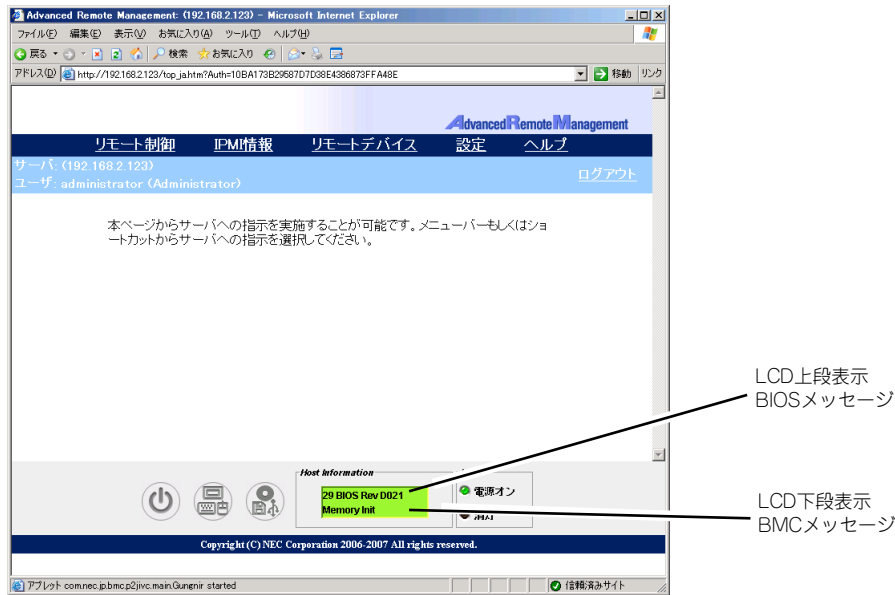 Advanced Remote Management: (192.168.2.123) - Microsoft Internet Explorer
ファイル(F) 編集(E) 表示(V) お気に入り(A) ツール(T) ヘルプ(H)
戻る 検索 お気に入り
アドレス(D) http://192.168.2.123/top_ja.htm?Auth=10BA173B29587D7D38E4386873FFA48E 移動 リンク
AdvancedRemoteManagement
リモート制御 IPMI情報 リモートデバイス 設定 ヘルプ
サーバ: (192.168.2.123)
ユーザ: administrator (Administrator)
ログアウト
本ページからサーバへの指示を実施することが可能です。メニューバーもしくはショ
ートカットからサーバへの指示を選択してください。
LCD上段表示
BIOSメッセージ
Host Information
29 BIOS Rev D021
Memory Init
電源オン
消灯
LCD下段表示
BMCメッセージ
Copyright (C) NEC Corporation 2006-2007 All rights reserved.
アプレット com.nec.jp.bmc.p2jivc.main.Gungnir started
信頼済みサイト